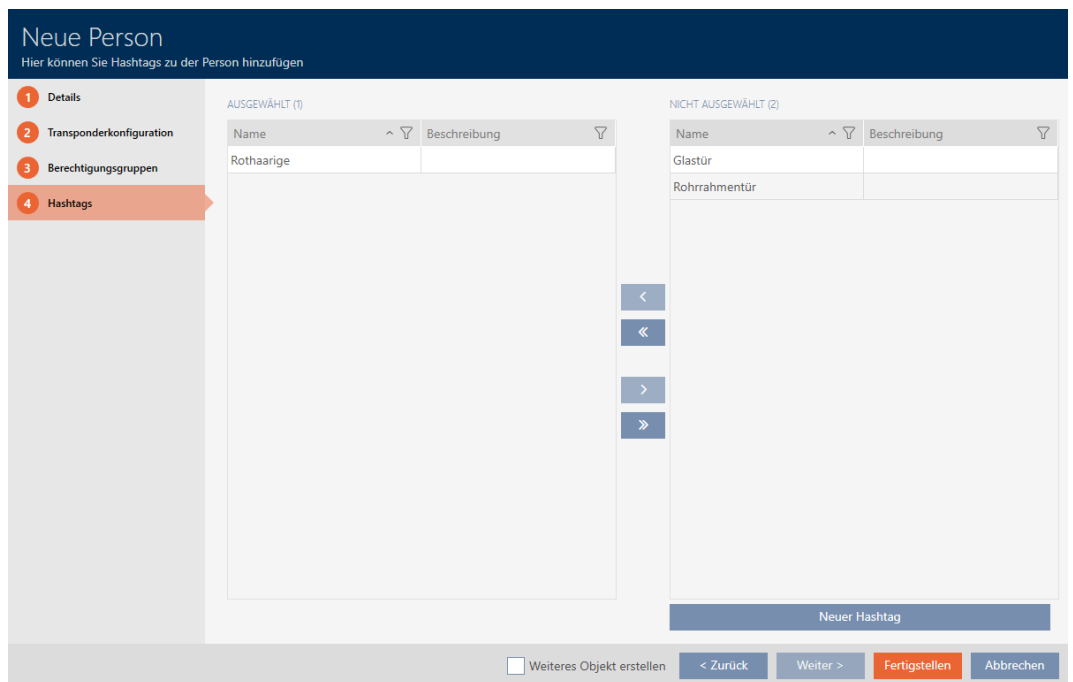 Neue Person
Hier können Sie Hashtags zu der Person hinzufügen
1 Details
2 Transponderkonfiguration
3 Berechtigungsgruppen
4 Hashtags
AUSGEWÄHLT (1)
Name Beschreibung
Rothaarige
NICHT AUSGEWÄHLT (2)
Name Beschreibung
Glastür
Rohrrahmentür
Neuer Hashtag
Weiteres Objekt erstellen < Zurück Weiter > Fertigstellen Abbrechen